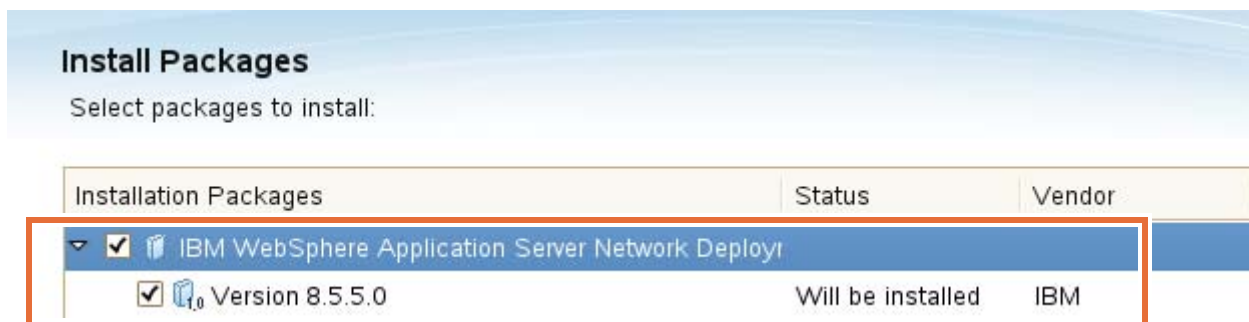 Install Packages
Select packages to install:
Installation Packages Status Vendor
IBM WebSphere Application Server Network Deployr
Version 8.5.5.0 Will be installed IBM